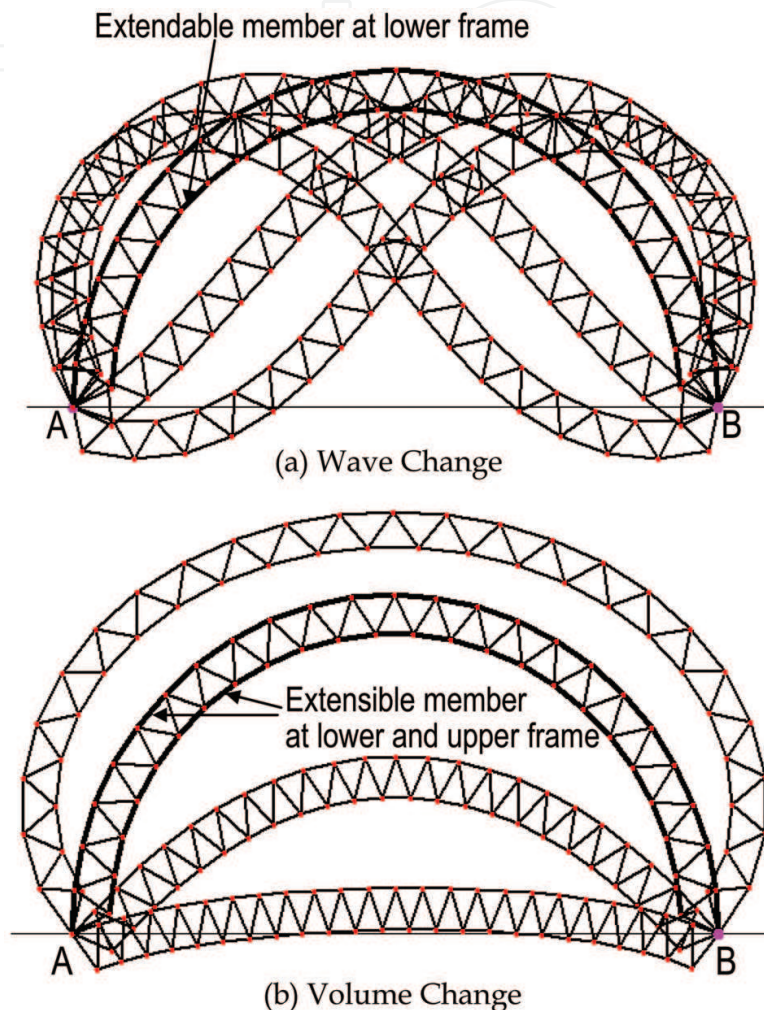 Extendable member at lower frame
A
B
(a) Wave Change
Extensible member
at lower and upper frame
A
B
(b) Volume Change